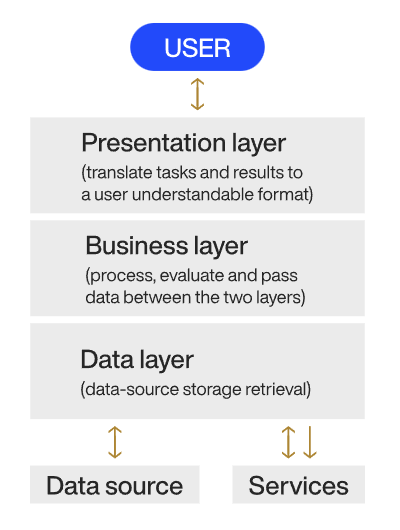 USER
Presentation layer
(translate tasks and results to
a user understandable format)
Business layer
(process, evaluate and pass
data between the two layers)
Data layer
(data-source storage retrieval)
Data source
Services